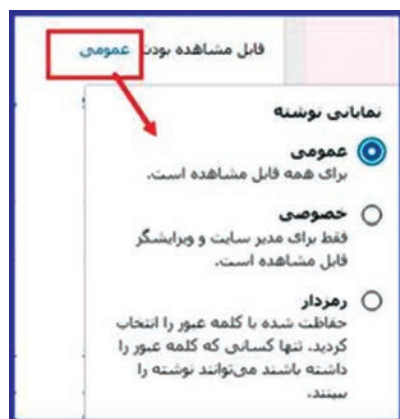 قابل مشاهده بودن عمومی
نمایانی نوشته
عمومی
برای همه قابل مشاهده است.
خصوصی
فقط برای مدیر سایت و ویرایشگر
قابل مشاهده است.
رمزدار
حفاظت شده با کلمه عبور را انتخاب
کردید. تنها کسانی که کلمه عبور را
داشته باشند می‌توانند نوشته را
ببینند.